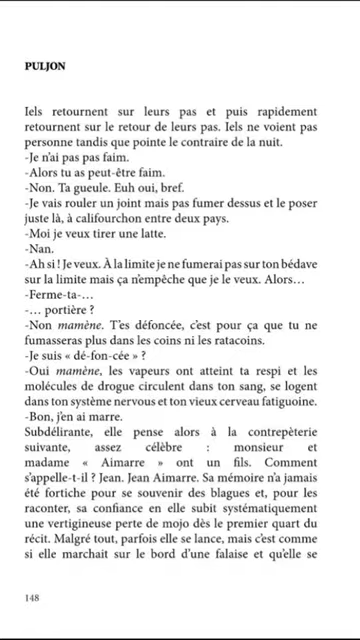 PULJON
Iels retournent sur leurs pas et puis rapidement
retournent sur le retour de leurs pas. Iels ne voient pas
personne tandis que pointe le contraire de la nuit.
-Je n'ai pas pas faim.
-Alors tu as peut-être faim.
-Non. Ta gueule. Euh oui, bref.
-Je vais rouler un joint mais pas fumer dessus et le poser
juste là, à califourchon entre deux pays.
-Moi je veux tirer une latte.
-Nan.
-Ah si ! Je veux. À la limite je ne fumerai pas sur ton bédave
sur la limite mais ça n'empêche que je le veux. Alors…
-Ferme-ta-…
-… portière ?
-Non mamène. T'es défoncée, c'est pour ça que tu ne
fumasseras plus dans les coins ni les ratacoins.
-Je suis « dé-fon-cée » ?
-Oui mamène, les vapeurs ont atteint ta respi et les
molécules de drogue circulent dans ton sang, se logent
dans ton système nervous et ton vieux cerveau fatiguoine.
-Bon, j'en ai marre.
Subdélirante, elle pense alors à la contrepèterie
suivante, assez célèbre : monsieur et
madame « Aimarre » ont un fils. Comment
s'appelle-t-il ? Jean. Jean Aimarre. Sa mémoire n'a jamais
été fortiche pour se souvenir des blagues et, pour les
raconter, sa confiance en elle subit systématiquement
une vertigineuse perte de mojo dès le premier quart du
récit. Malgré tout, parfois elle se lance, mais c'est comme
si elle marchait sur le bord d'une falaise et qu'elle se
148